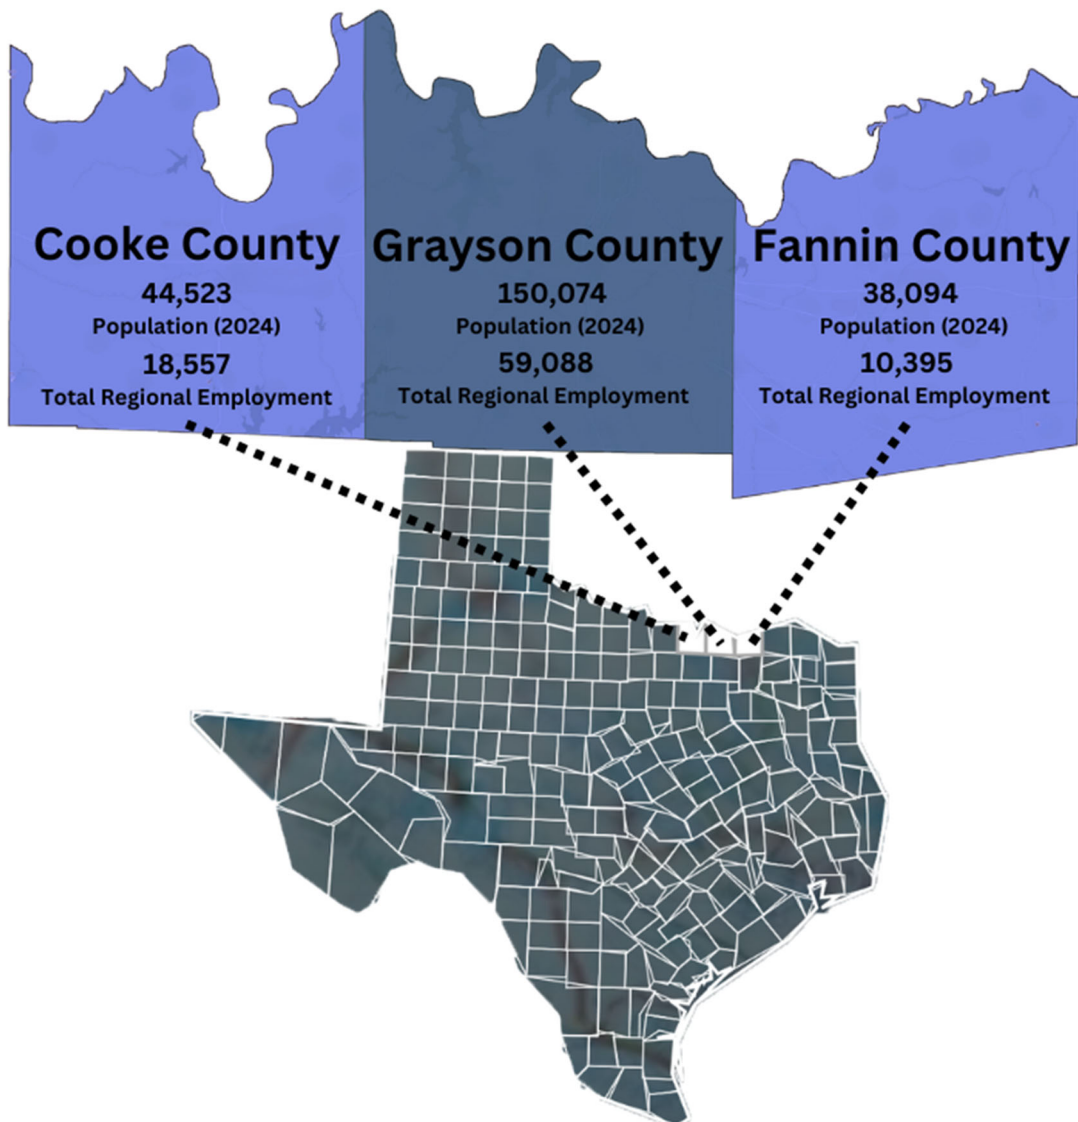 Cooke County
44,523
Population (2024)
18,557
Total Regional Employment
Grayson County
150,074
Population (2024)
59,088
Total Regional Employment
Fannin County
38,094
Population (2024)
10,395
Total Regional Employment